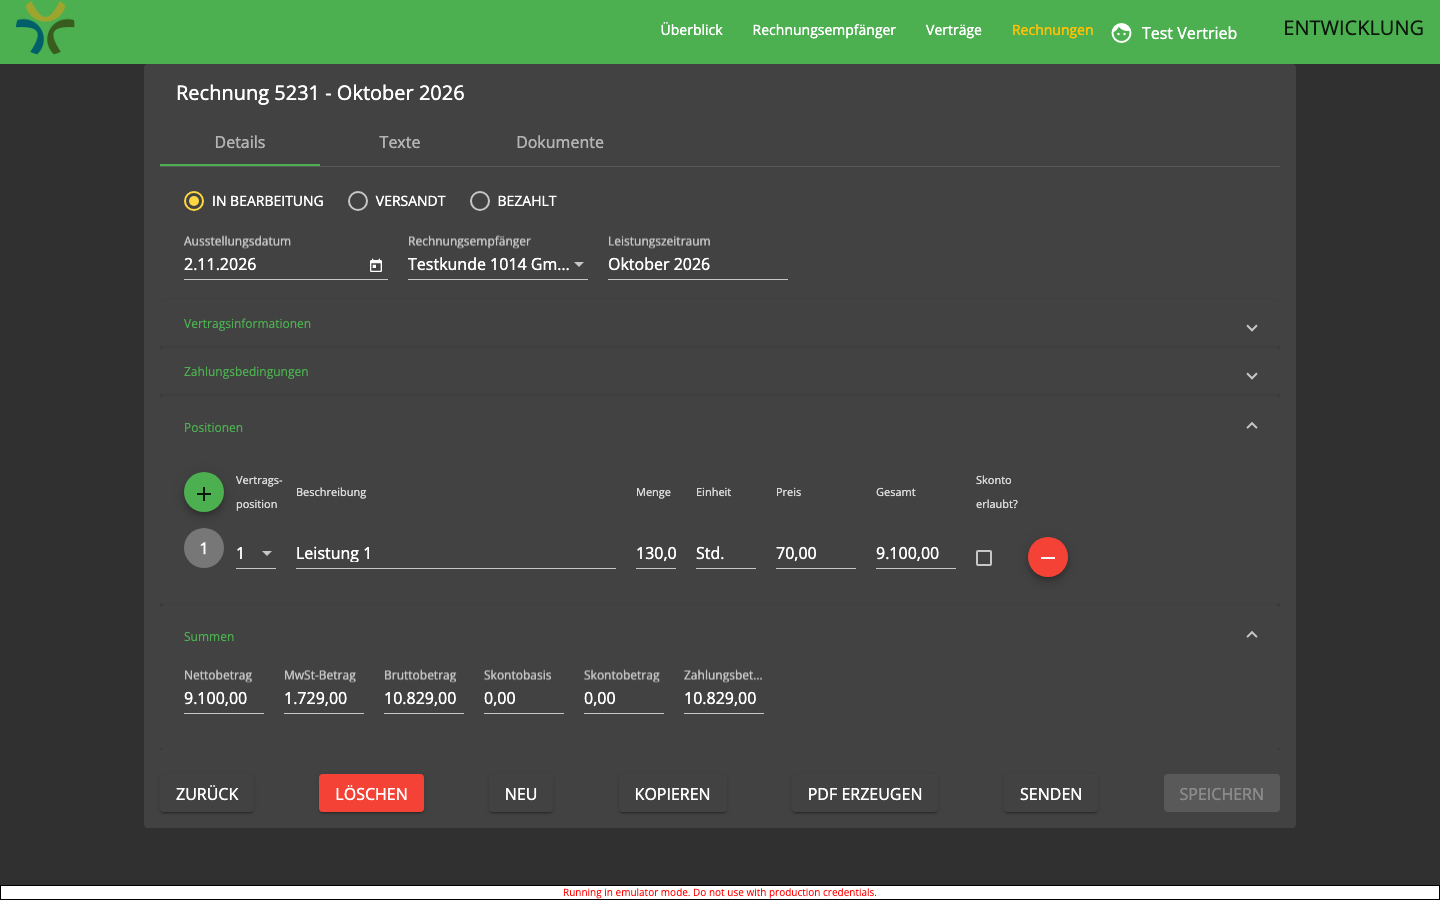 Überblick Rechnungsempfänger Verträge Rechnungen Test Vertrieb ENTWICKLUNG
Rechnung 5231 - Oktober 2026
Details Texte Dokumente
IN BEARBEITUNG VERSANDT BEZAHLT
Ausstellungsdatum Rechnungsempfänger Leistungszeitraum
2.11.2026 Testkunde 1014 Gm... Oktober 2026
Vertragsinformationen
Zahlungsbedingungen
Positionen
Vertrags-
position Beschreibung Menge Einheit Preis Gesamt Skonto
erlaubt?
1 1 Leistung 1 130,0 Std. 70,00 9.100,00
Summen
Nettobetrag MwSt-Betrag Bruttobetrag Skontobasis Skontobetrag Zahlungsbet...
9.100,00 1.729,00 10.829,00 0,00 0,00 10.829,00
ZURÜCK LÖSCHEN NEU KOPIEREN PDF ERZEUGEN SENDEN SPEICHERN
Running in emulator mode. Do not use with production credentials.